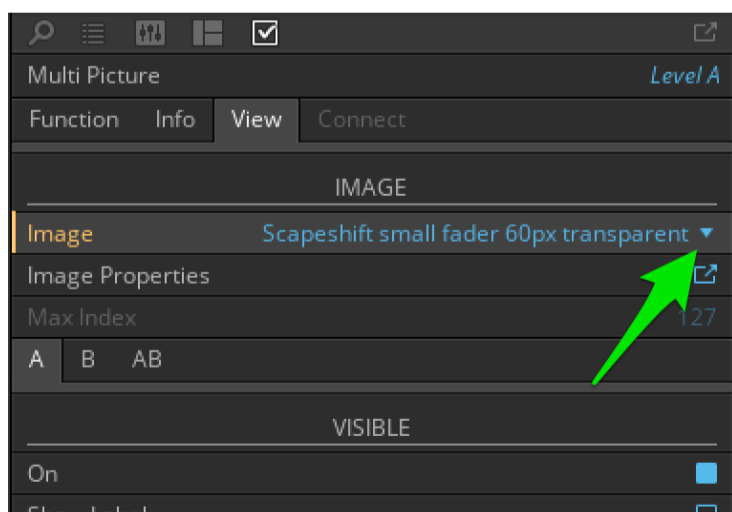 Multi Picture Level A
Function Info View Connect
IMAGE
Image Scapeshift small fader 60px transparent
Image Properties
Max Index 127
A B AB
VISIBLE
On